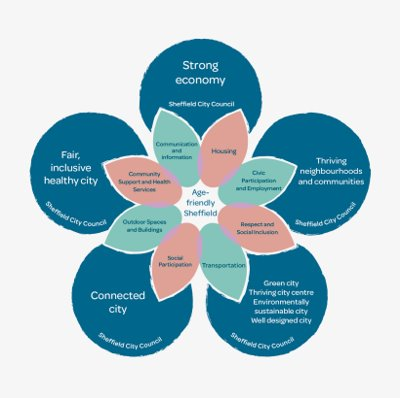 Strong
economy
Sheffield City Council
Communication
and
information
Housing
Fair,
inclusive
healthy city
Sheffield City Council
Thriving
neighbourhoods
and communities
Sheffield City Council
Community
Support and Health
Services
Civic
Participation
and Employment
Age-
friendly
Sheffield
Outdoor Spaces
and Buildings
Respect and
Social Inclusion
Social
Participation
Transportation
Connected
city
Sheffield City Council
Green city
Thriving city centre
Environmentally
sustainable city
Well designed city
Sheffield City Council